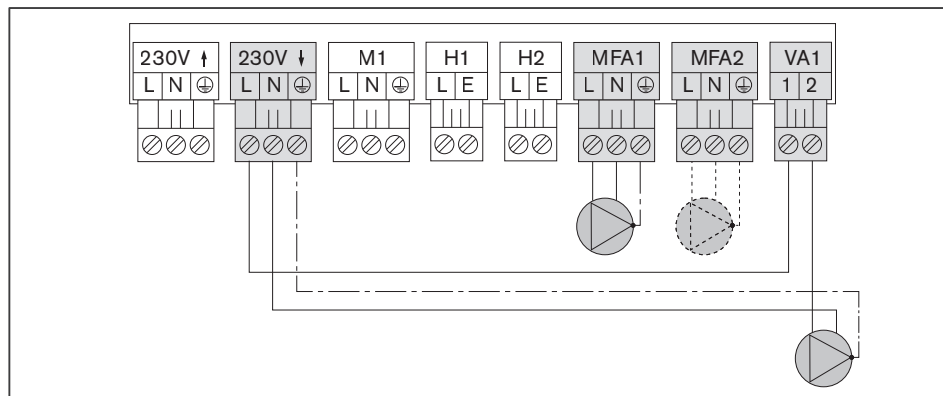 230V ↑ 230V ↓ M1 H1 H2 MFA1 MFA2 VA1
L N ⏚ L N ⏚ L N ⏚ L E L E L N ⏚ L N ⏚ 1 2